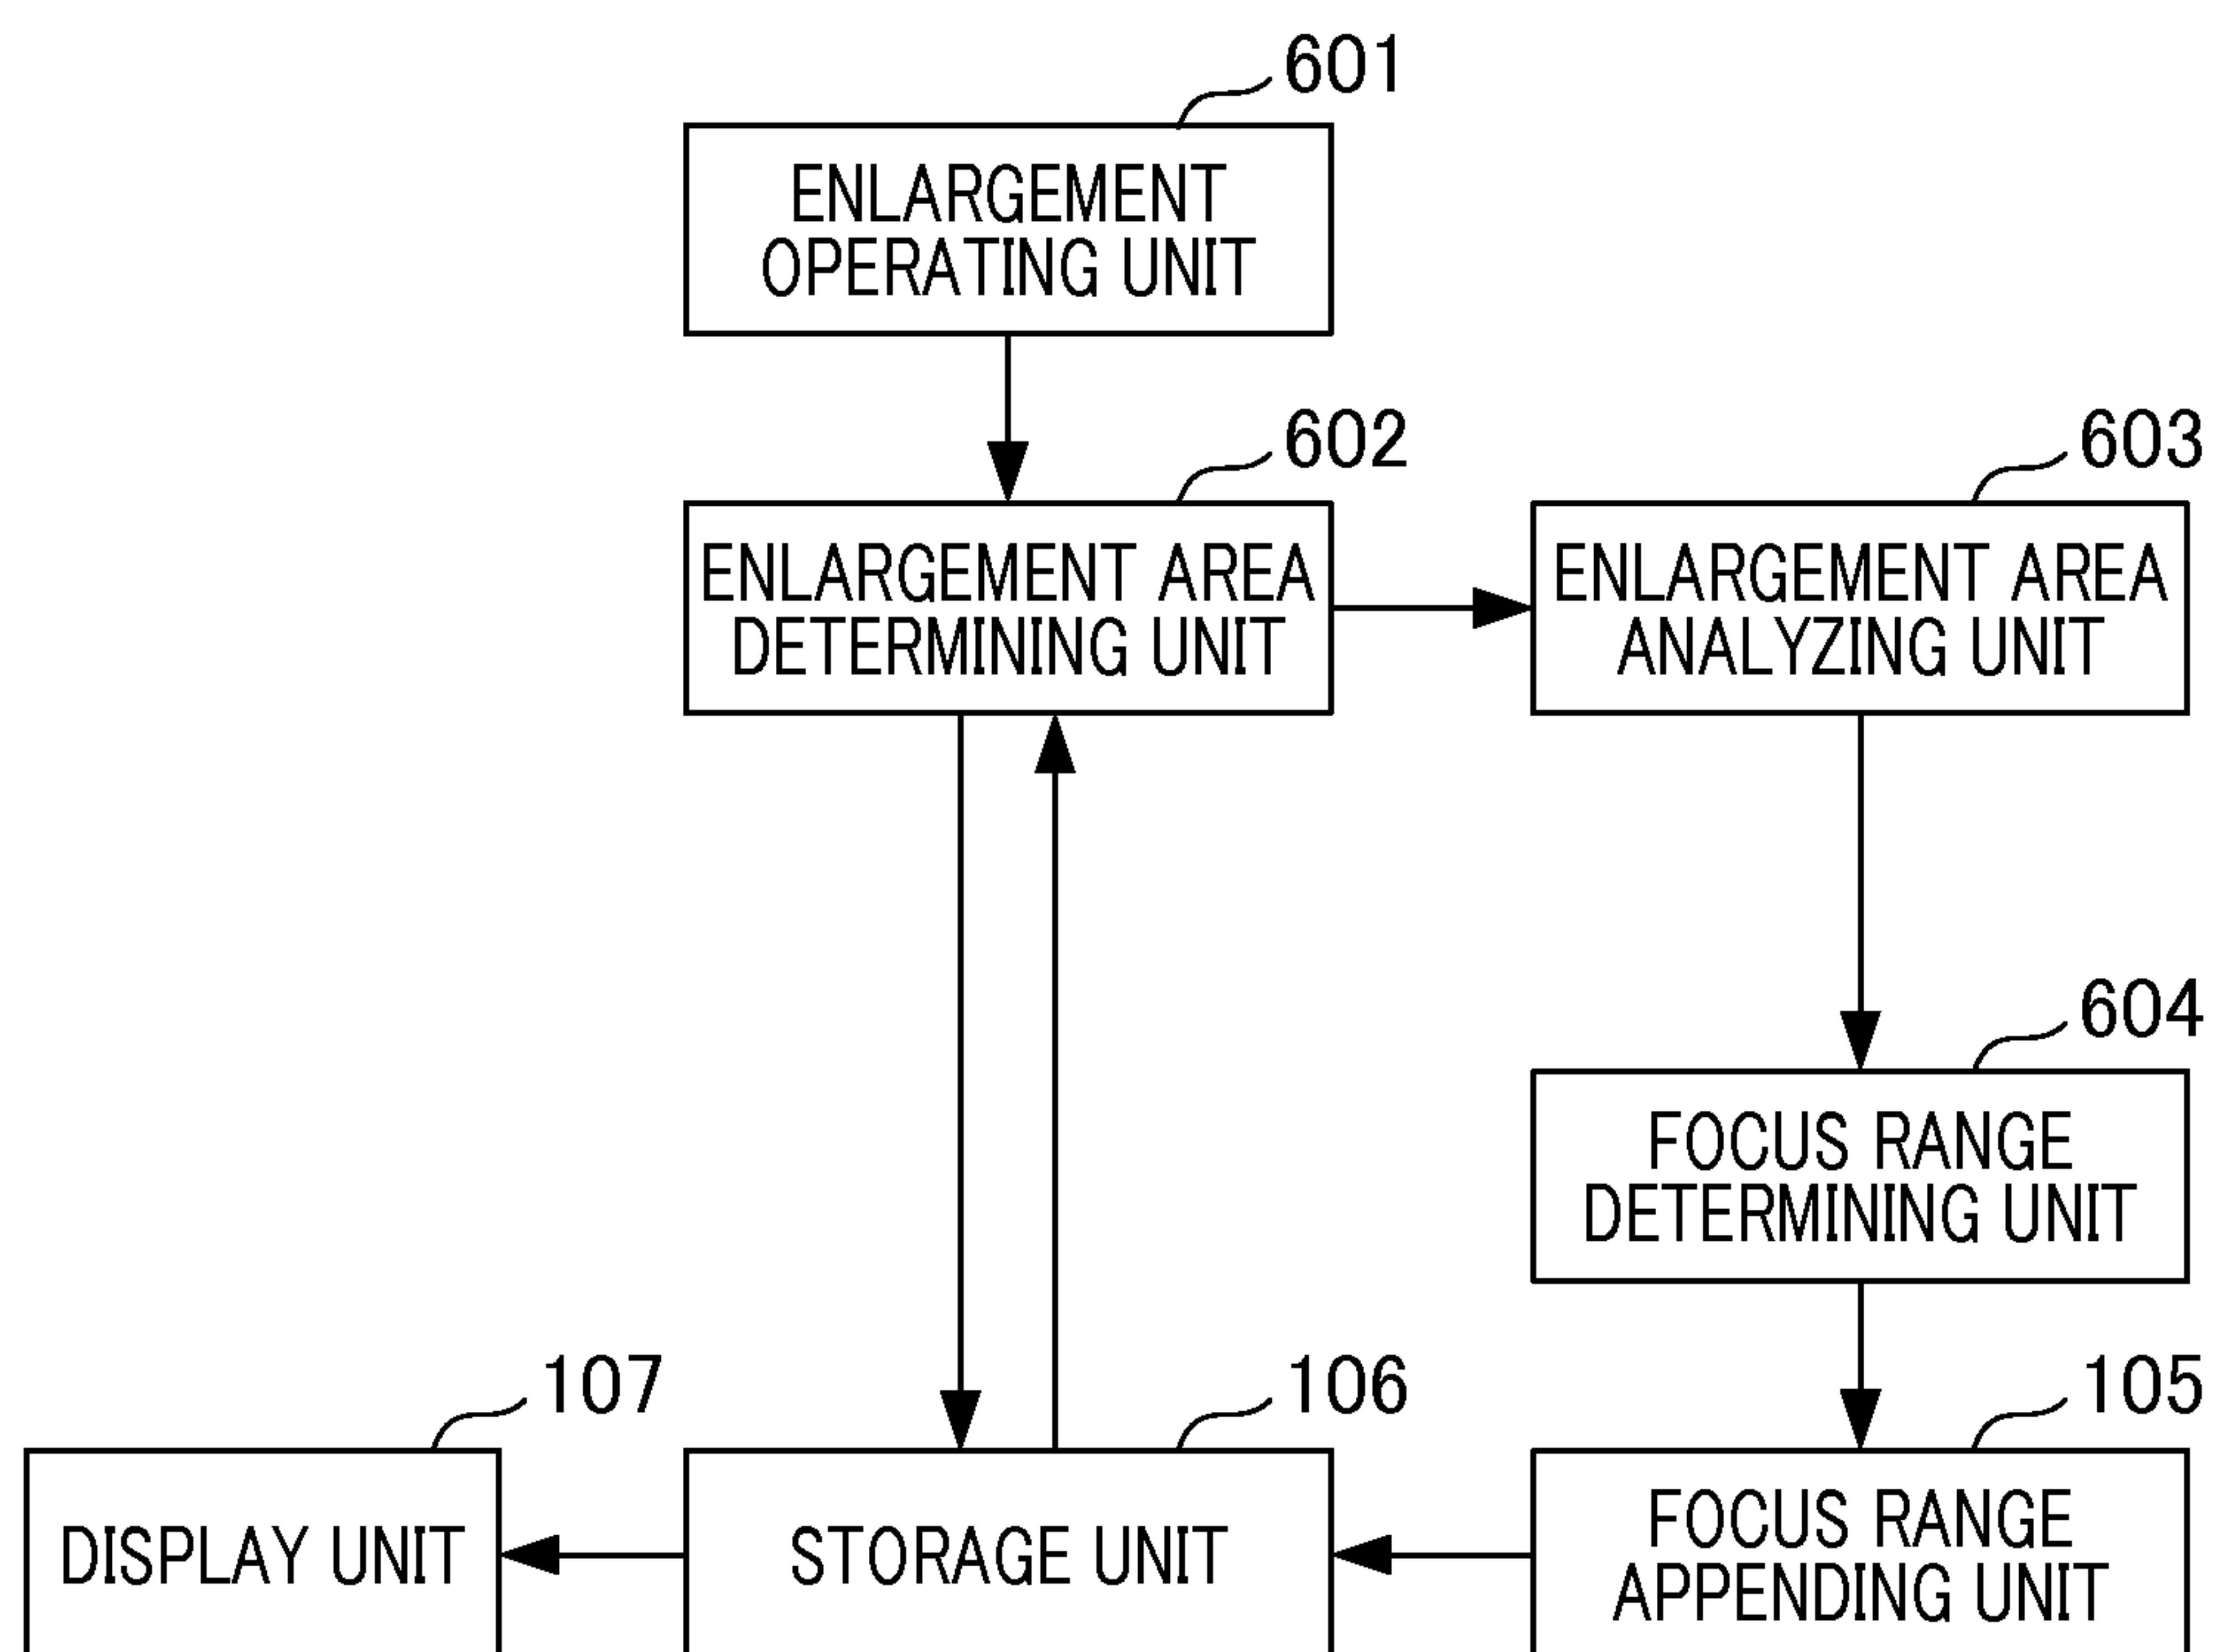 601
ENLARGEMENT
OPERATING UNIT
602
603
ENLARGEMENT AREA
DETERMINING UNIT
ENLARGEMENT AREA
ANALYZING UNIT
604
FOCUS RANGE
DETERMINING UNIT
107
106
105
DISPLAY UNIT
STORAGE UNIT
FOCUS RANGE
APPENDING UNIT